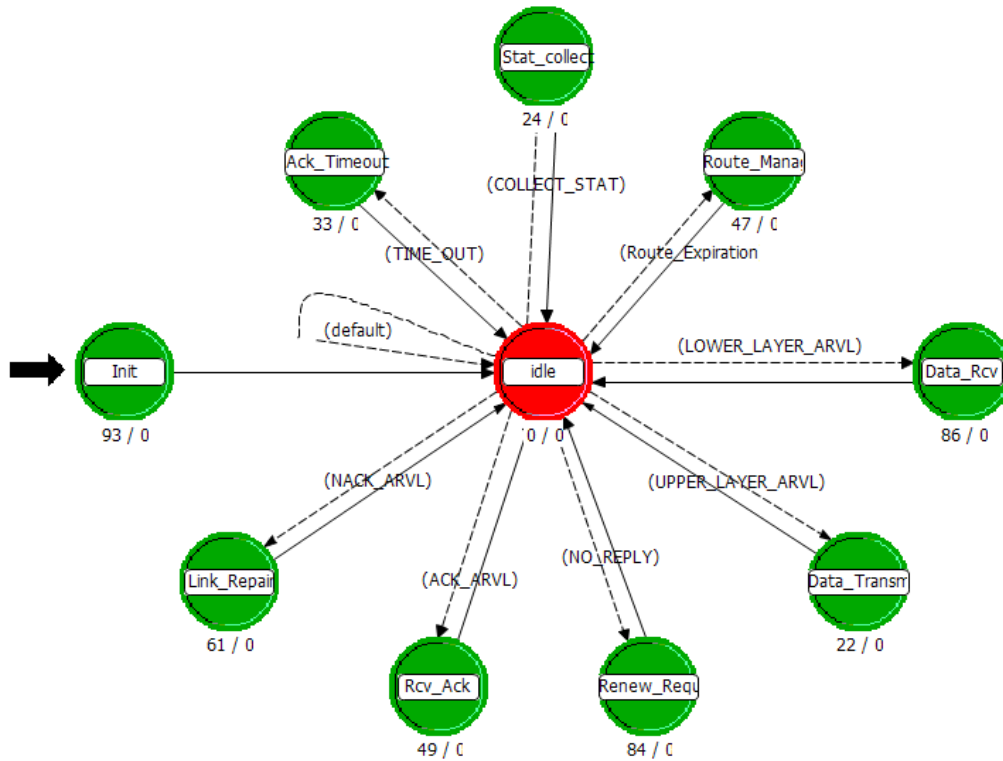 Stat_collect
24 / 0
Ack_Timeout
33 / 0
Route_Manag
47 / 0
(COLLECT_STAT)
(TIME_OUT)
(Route_Expiration
(default)
(LOWER_LAYER_ARVL)
Init
93 / 0
idle
0 / 0
Data_Rcv
86 / 0
(NACK_ARVL)
(UPPER_LAYER_ARVL)
(ACK_ARVL)
(NO_REPLY)
Link_Repair
61 / 0
Data_Transm
22 / 0
Rcv_Ack
49 / 0
Renew_Requ
84 / 0